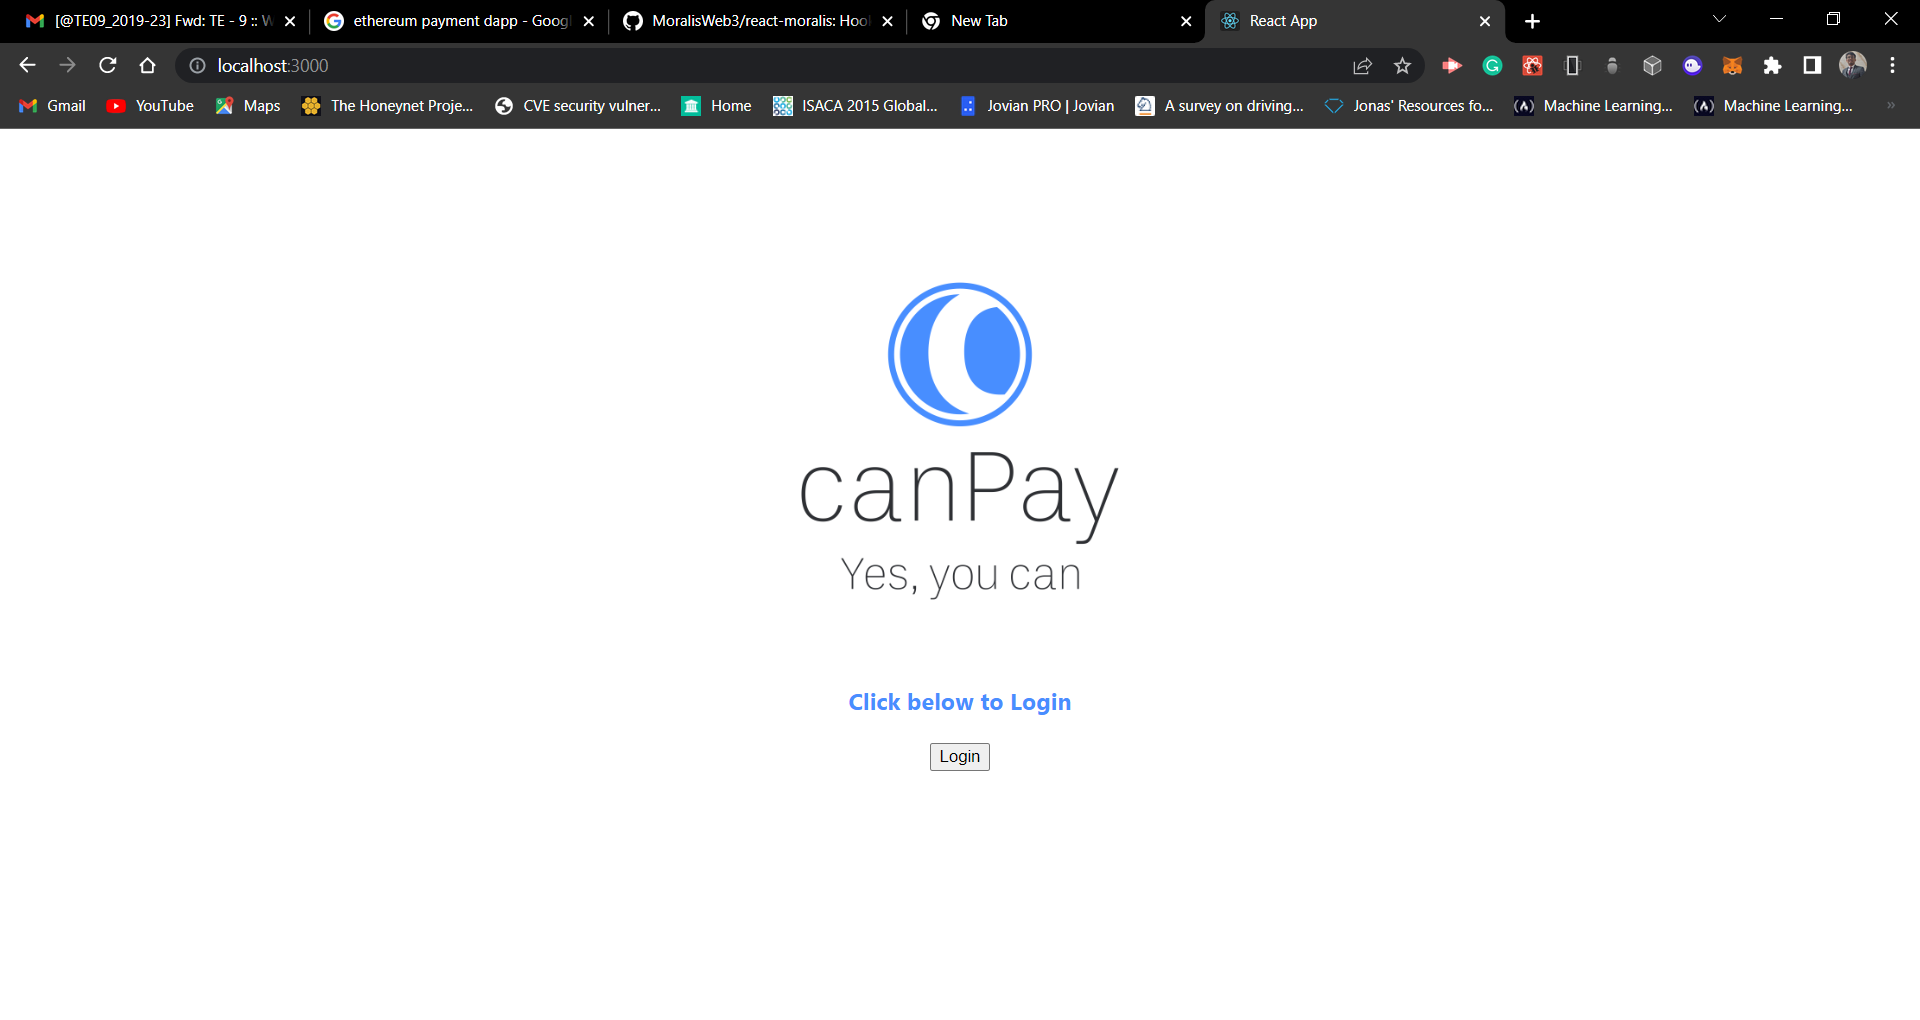 [@TE09_2019-23] Fwd: TE - 9 :: W
ethereum payment dapp - Goog
MoralisWeb3/react-moralis: Hook
New Tab
React App
localhost:3000
Gmail
YouTube
Maps
The Honeynet Proje...
CVE security vulner...
Home
ISACA 2015 Global...
Jovian PRO | Jovian
A survey on driving...
Jonas' Resources fo...
Machine Learning...
Machine Learning...
canPay
Yes, you can
Click below to Login
Login